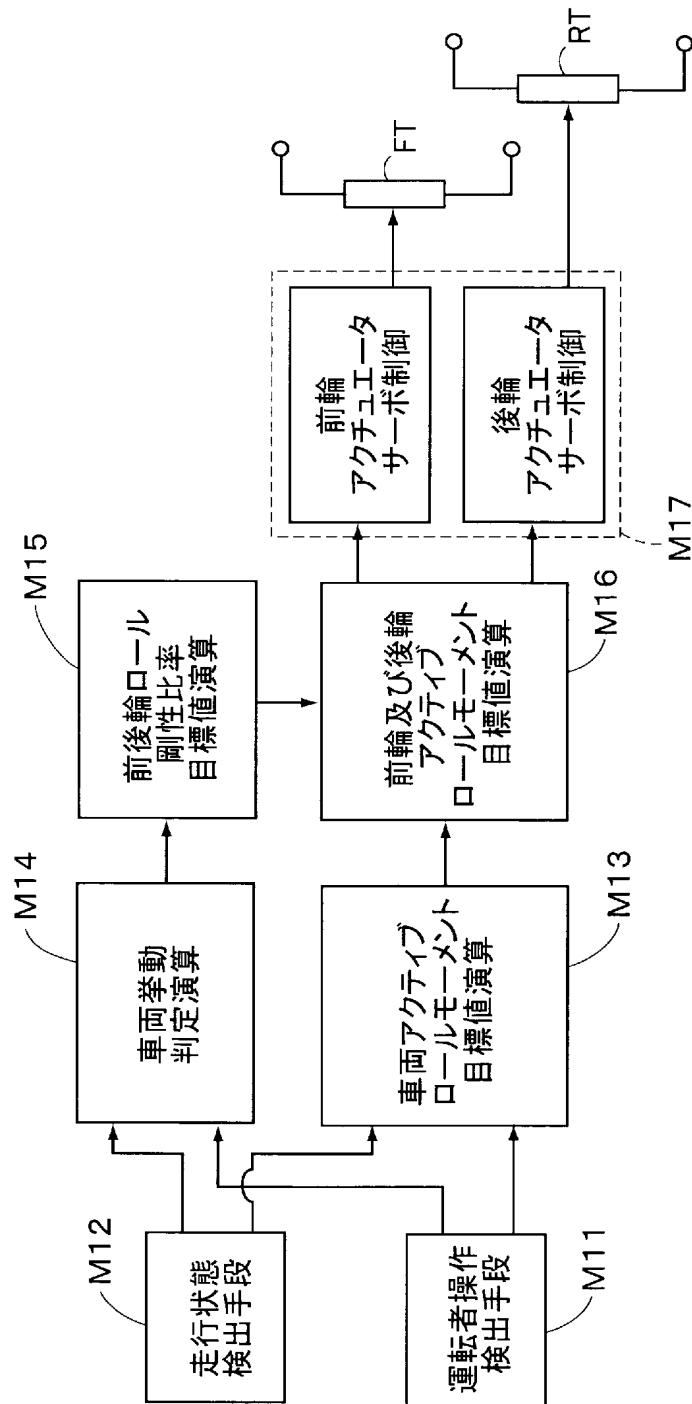 M12
走行状態
検出手段
M11
運転者操作
検出手段
M14
車両挙動
判定演算
M13
車両アクティブ
ロールモーメント
目標値演算
M15
前後輪ロール
剛性比率
目標値演算
M16
前輪及び後輪
アクティブ
ロールモーメント
目標値演算
M17
前輪
アクチュエータ
サーボ制御
後輪
アクチュエータ
サーボ制御
FT
RT